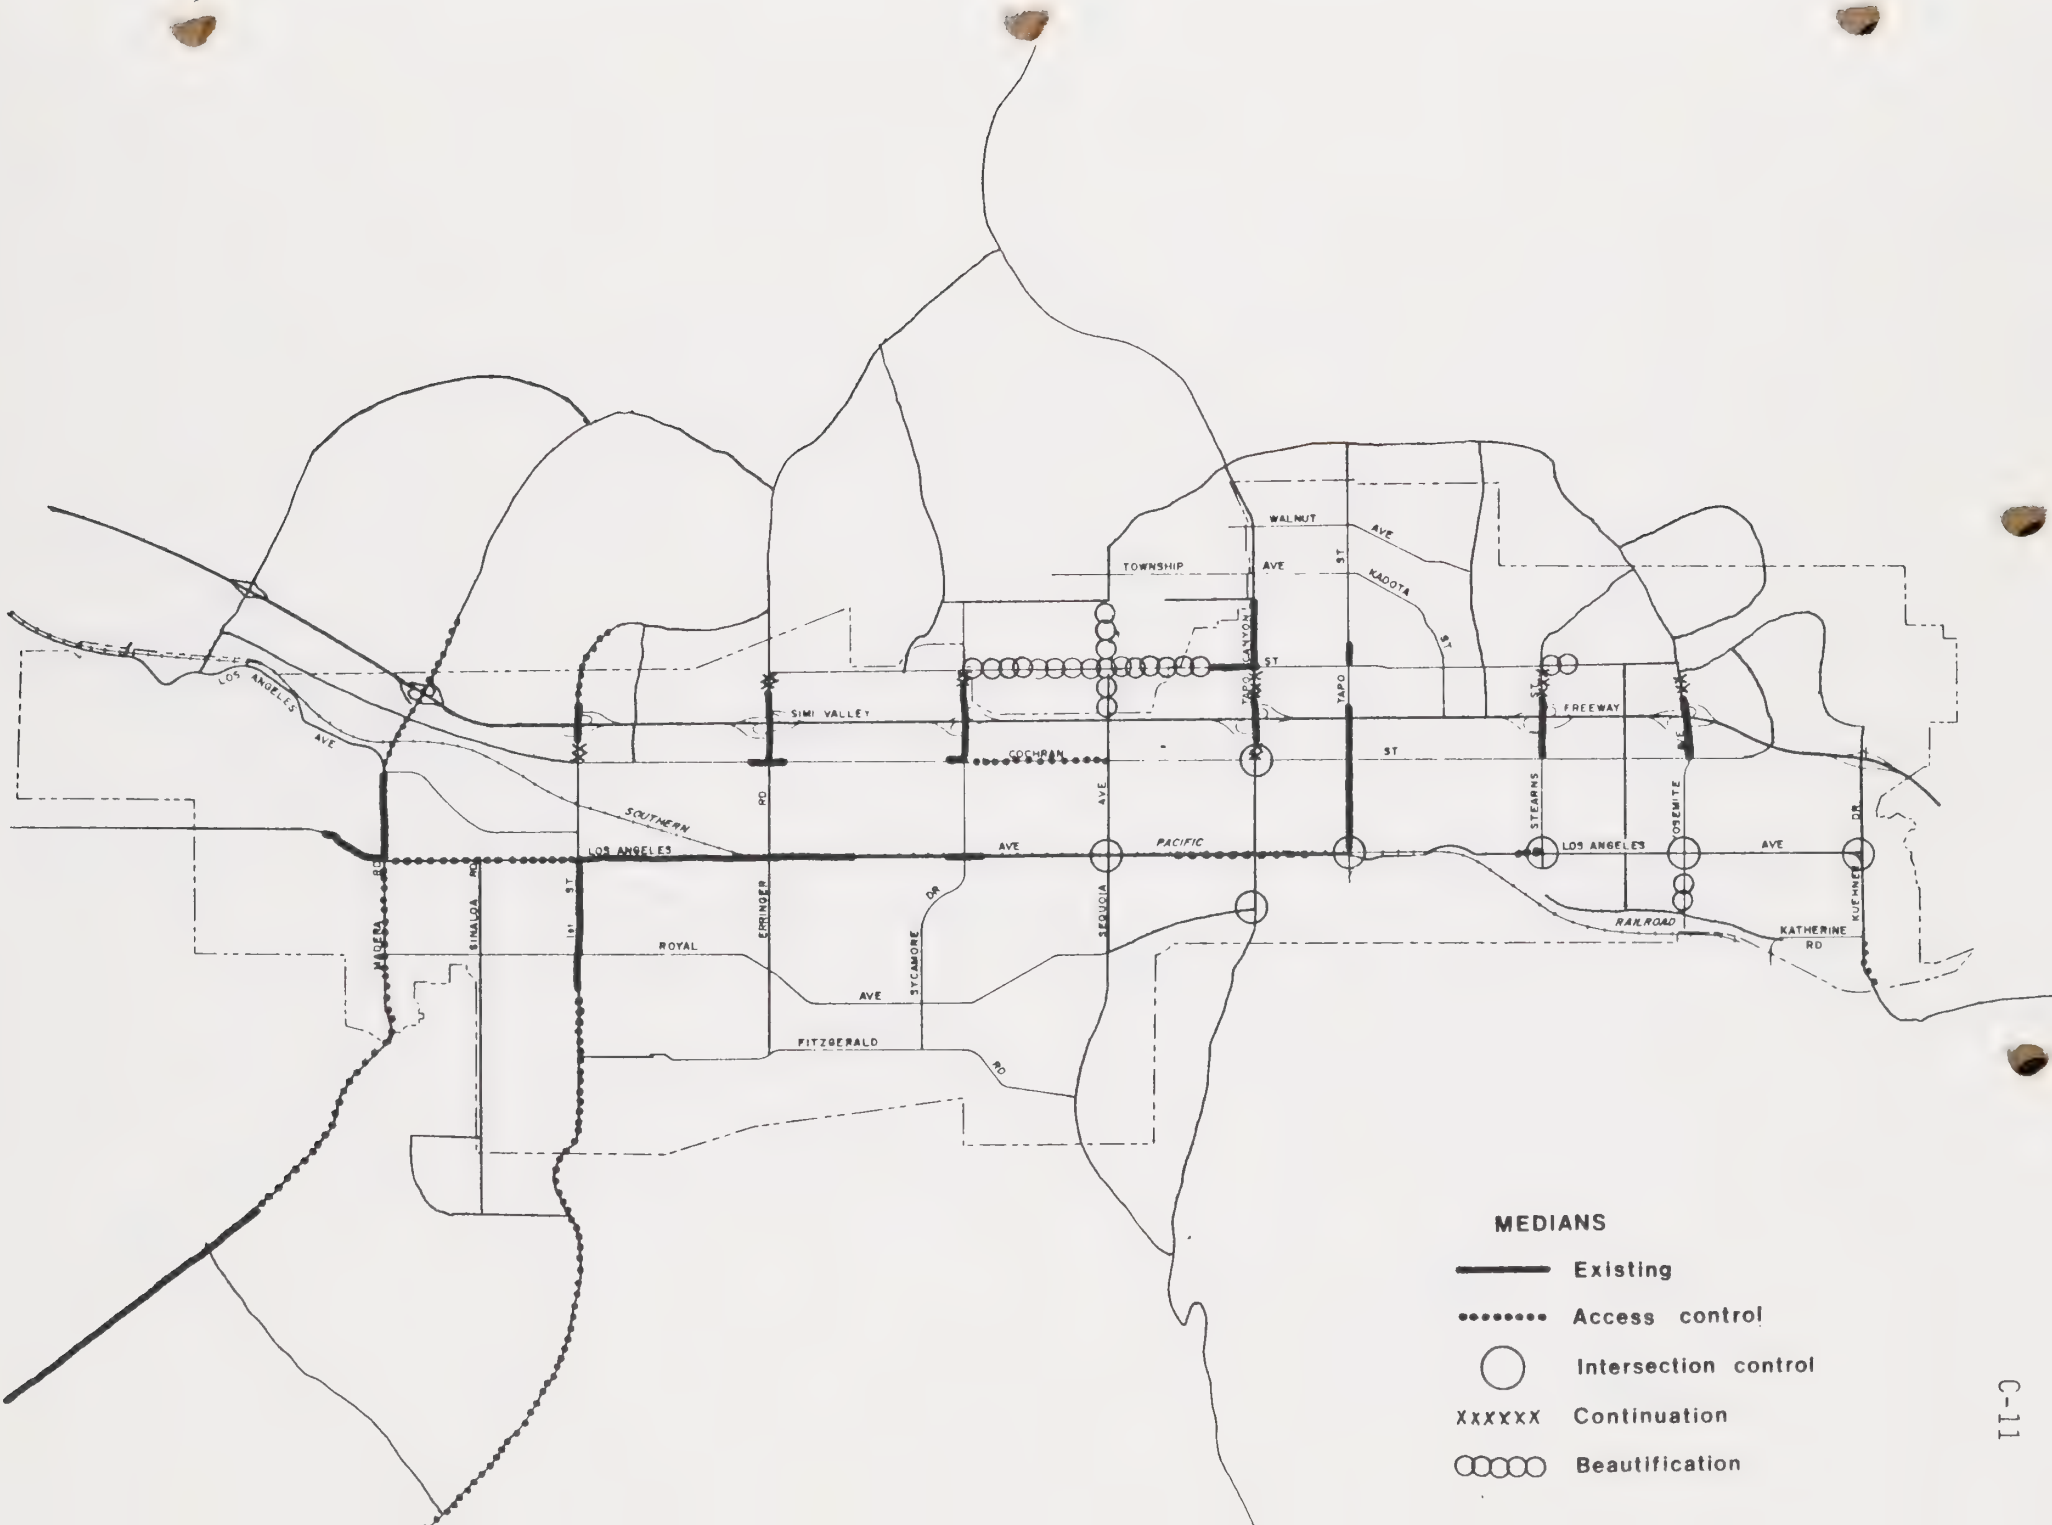 WALNUT
AVE
ST
TOWNSHIP
AVE
KADOTA
ST
TAPO CANYON
ST
LOS ANGELES
AVE
SIMI VALLEY
FREEWAY
TAPO
ST
AVE
COCHRAN
ST
RD
AVE
STEARNS
YOSEMITE
DR
SOUTHERN
LOS ANGELES
AVE
PACIFIC
LOS ANGELES
AVE
RD
RD
ST
1st
SINALOA
MADERA
ERRINGER
DR
SYCAMORE
SEQUOIA
KUEHNER
RAILROAD
KATHERINE
RD
ROYAL
AVE
FITZGERALD
RD
MEDIANS
Existing
Access control
Intersection control
XXXXXX Continuation
Beautification
C-11